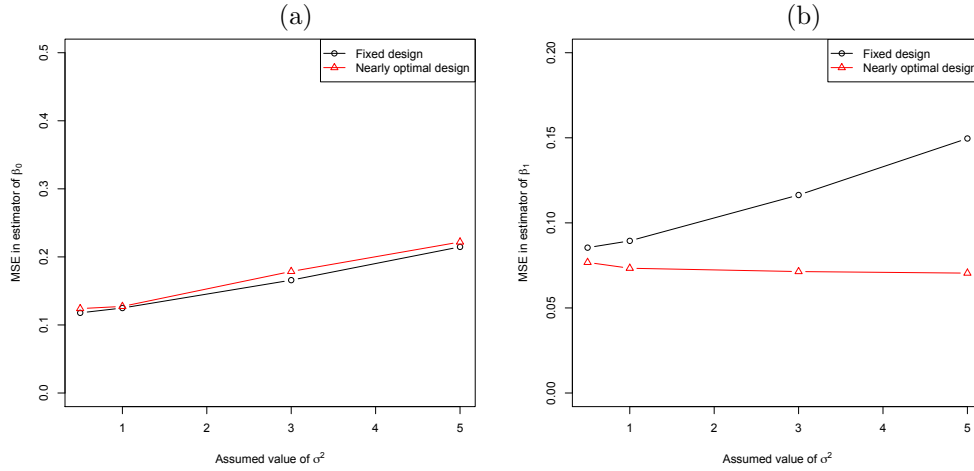 (a)
Fixed design
Nearly optimal design
MSE in estimator of β₀
0.5
0.4
0.3
0.2
0.1
0.0
1
2
3
4
5
Assumed value of σ²
(b)
Fixed design
Nearly optimal design
MSE in estimator of β₁
0.20
0.15
0.10
0.05
0.00
1
2
3
4
5
Assumed value of σ²